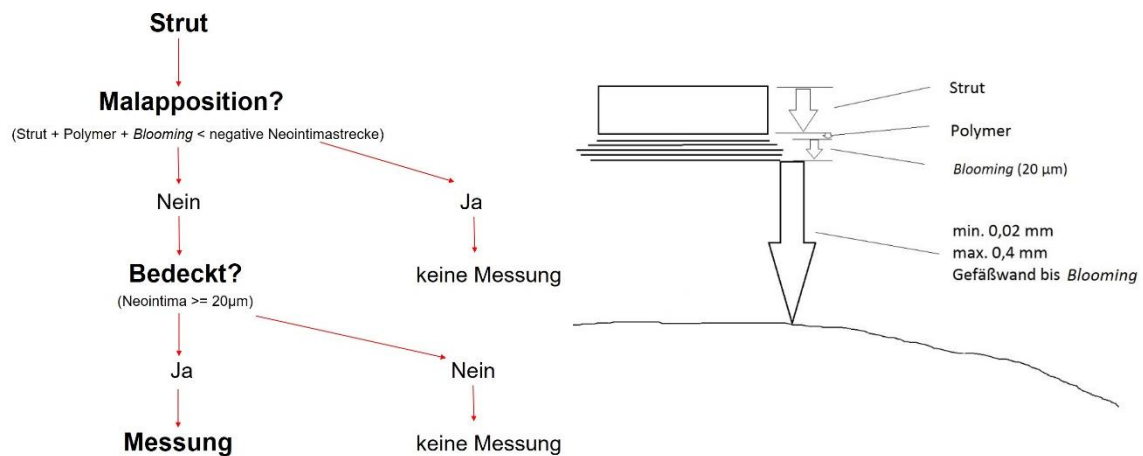 Strut
Malapposition?
(Strut + Polymer + Blooming < negative Neointimastrecke)
Nein
Ja
Bedeckt?
keine Messung
(Neointima >= 20µm)
Ja
Nein
Messung
keine Messung
Strut
Polymer
Blooming (20 µm)
min. 0,02 mm
max. 0,4 mm
Gefäßwand bis Blooming